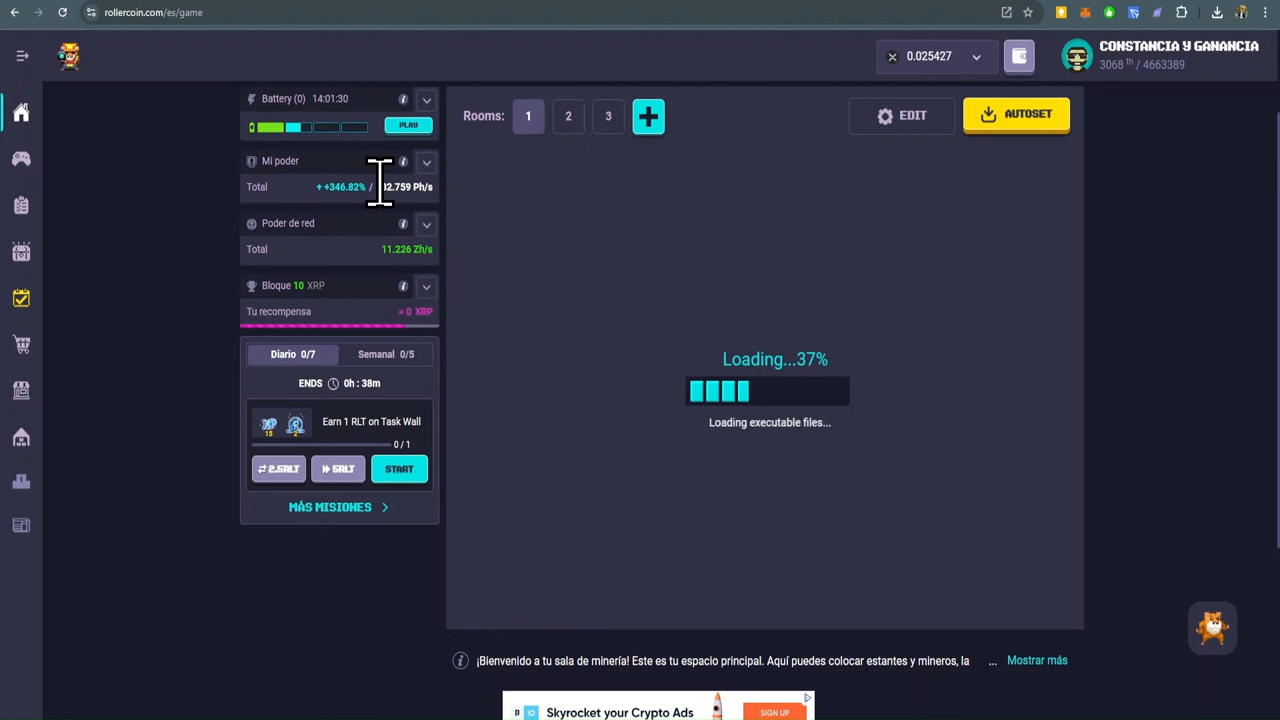 rollercoin.com/es/game
0.025427
CONSTANCIA Y GANANCIA
3068 th / 4663389
Battery (0) 14:01:30
PLAY
Mi poder
Total +346.82% / 2.759 Ph/s
Poder de red
Total 11.226 Zh/s
Bloque 10 XRP
Tu recompensa ≈ 0 XRP
Diario 0/7 Semanal 0/5
ENDS 0h : 38m
XP 15
2
Earn 1 RLT on Task Wall
0 / 1
2.5RLT 5RLT START
MÁS MISIONES
Rooms: 1 2 3
EDIT
AUTOSET
Loading...37%
Loading executable files...
¡Bienvenido a tu sala de minería! Este es tu espacio principal. Aquí puedes colocar estantes y mineros, la ... Mostrar más
Skyrocket your Crypto Ads
SIGN UP